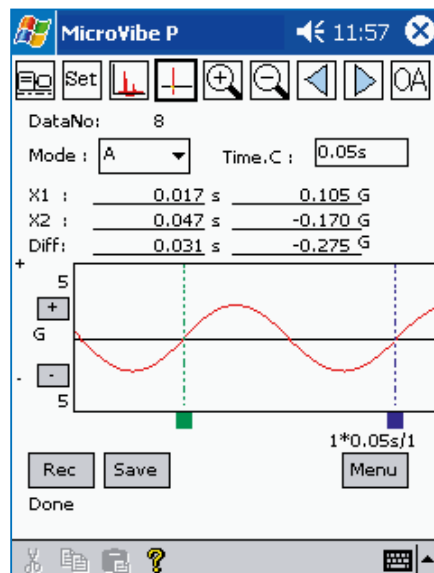 MicroVibe P 11:57
Set OA
DataNo: 8
Mode : A Time.C : 0.05s
X1 : 0.017 s 0.105 G
X2 : 0.047 s -0.170 G
Diff: 0.031 s -0.275 G
+
5
+
G
- -
5
1*0.05s/1
Rec Save Menu
Done
?